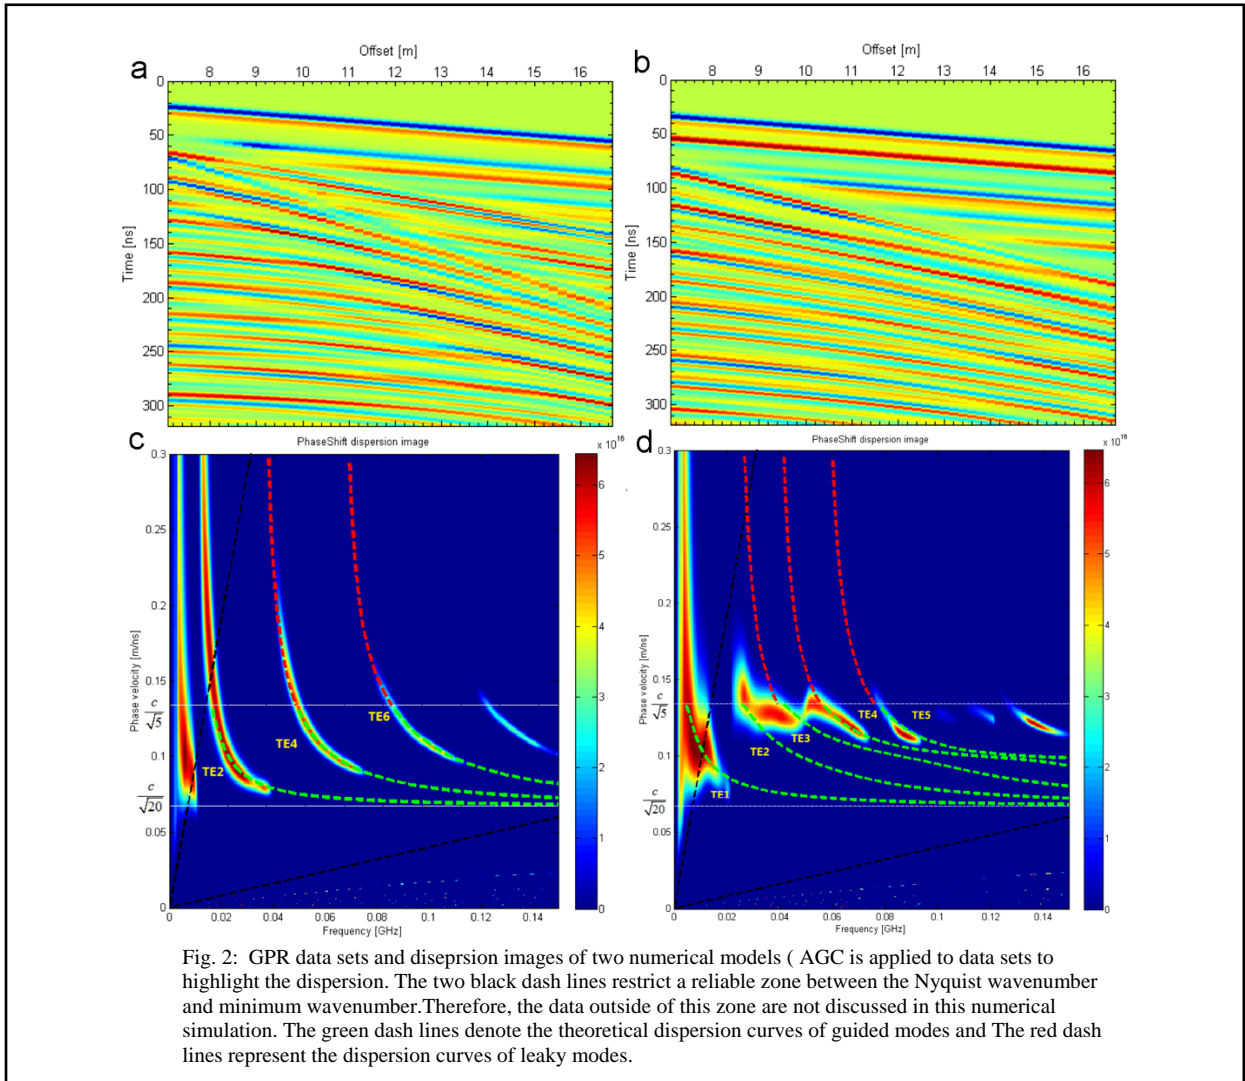 Offset [m]
a
8 9 10 11 12 13 14 15 16
0
50
100
150
200
250
300
Time [ns]
Offset [m]
b
8 9 10 11 12 13 14 15 16
0
50
100
150
200
250
300
Time [ns]
c
PhaseShift dispersion image
x 10^16
0.3
0.25
0.2
0.15
c/√5
0.1
c/√20
0.05
0
Phase velocity [m/ns]
TE2
TE4
TE6
0 0.02 0.04 0.06 0.08 0.1 0.12 0.14
Frequency [GHz]
6
5
4
3
2
1
0
d
PhaseShift dispersion image
x 10^16
0.3
0.25
0.2
0.15
c/√5
0.1
c/√20
0.05
0
Phase velocity [m/ns]
TE1
TE2
TE3
TE4
TE5
0 0.02 0.04 0.06 0.08 0.1 0.12 0.14
Frequency [GHz]
6
5
4
3
2
1
0
Fig. 2: GPR data sets and diseprsion images of two numerical models ( AGC is applied to data sets to
highlight the dispersion. The two black dash lines restrict a reliable zone between the Nyquist wavenumber
and minimum wavenumber.Therefore, the data outside of this zone are not discussed in this numerical
simulation. The green dash lines denote the theoretical dispersion curves of guided modes and The red dash
lines represent the dispersion curves of leaky modes.